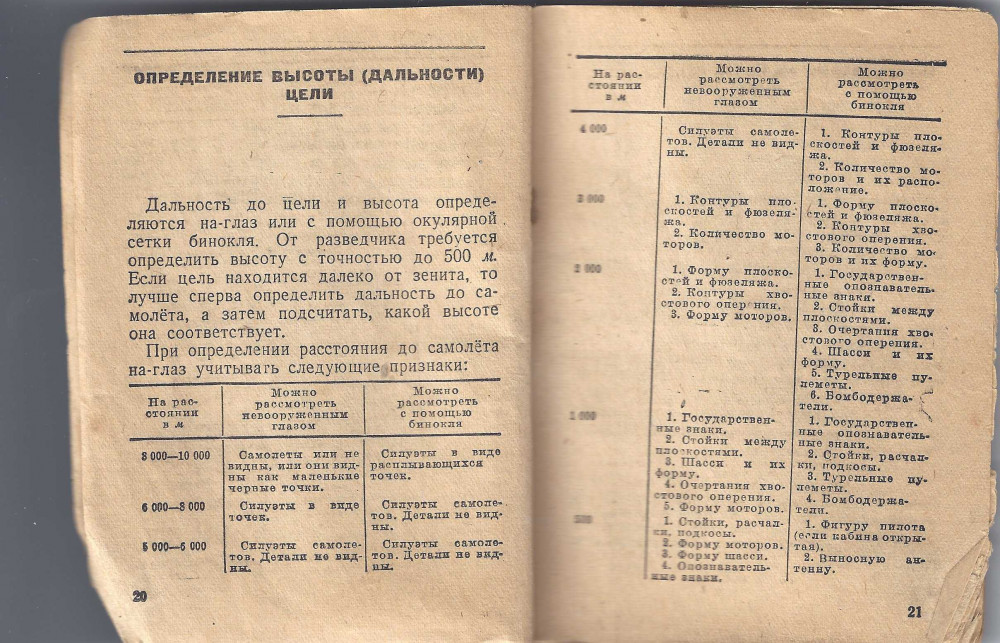 ОПРЕДЕЛЕНИЕ ВЫСОТЫ (ДАЛЬНОСТИ)
ЦЕЛИ
Дальность до цели и высота опреде-
ляются на-глаз или с помощью окулярной
сетки бинокля. От разведчика требуется
определить высоту с точностью до 500 м.
Если цель находится далеко от зенита, то
лучше сперва определить дальность до са-
молёта, а затем подсчитать, какой высоте
она соответствует.
При определении расстояния до самолёта
на-глаз учитывать следующие признаки:
На рас-
стоянии
в м
Можно
рассмотреть
невооруженным
глазом
Можно
рассмотреть
с помощью
бинокля
8 000—10 000
Самолеты или не
видны, или они вид-
ны как маленькие
черные точки.
Силуэты в виде
расплывающихся
точек.
6 000—8 000
Силуэты в виде
точек.
Силуэты самоле-
тов. Детали не вид-
ны.
5 000—6 000
Силуэты самоле-
тов. Детали не вид-
ны.
Силуэты самоле-
тов. Детали не вид-
ны.
20
На рас-
стоянии
в м
Можно
рассмотреть
невооруженным
глазом
Можно
рассмотреть
с помощью
бинокля
4 000
Силуэты самоле-
тов. Детали не вид-
ны.
1. Контуры пло-
скостей и фюзеля-
жа.
2. Количество мо-
торов и их распо-
ложение.
3 000
1. Контуры пло-
скостей и фюзеля-
жа.
2. Количество мо-
торов.
1. Форму плоско-
стей и фюзеляжа.
2. Контуры хво-
стового оперения.
3. Количество мо-
торов и их форму.
2 000
1. Форму плоско-
стей и фюзеляжа.
2. Контуры хво-
стового оперения.
3. Форму моторов.
1. Государствен-
ные опознаватель-
ные знаки.
2. Стойки между
плоскостями.
3. Очертания хво-
стового оперения.
4. Шасси и их
форму.
5. Турельные пу-
леметы.
6. Бомбодержа-
тели.
1 000
1. Государствен-
ные знаки.
2. Стойки между
плоскостями.
3. Шасси и их
форму.
4. Очертания хво-
стового оперения.
5. Форму моторов.
1. Государствен-
ные опознаватель-
ные знаки.
2. Стойки, расчал-
ки, подкосы.
3. Турельные пу-
леметы.
4. Бомбодержа-
тели.
500
1. Стойки, расчал-
ки, подкосы.
2. Форму моторов.
3. Форму шасси.
4. Опознаватель-
ные знаки.
1. Фигуру пилота
(если кабина откры-
тая).
2. Выносную ан-
тенну.
21